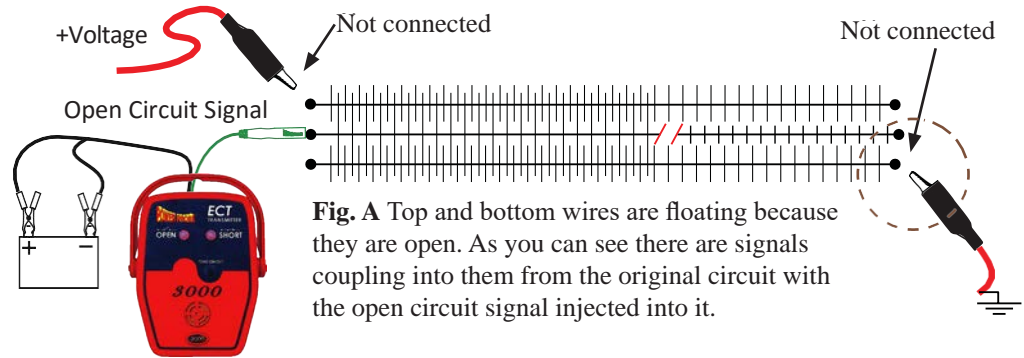 Not connected
+Voltage
Not connected
Open Circuit Signal
ECT
TRANSMITTER
OPEN
SHORT
3000
+ −
Fig. A Top and bottom wires are floating because
they are open. As you can see there are signals
coupling into them from the original circuit with
the open circuit signal injected into it.